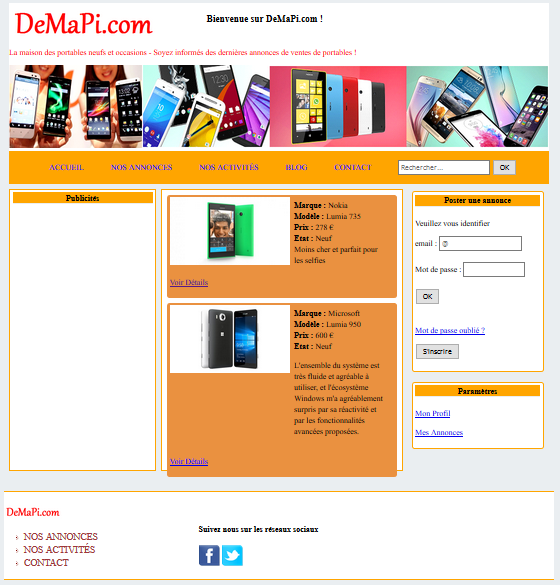 DeMaPi.com
Bienvenue sur DeMaPi.com !
La maison des portables neufs et occasions - Soyez informés des dernières annonces de ventes de portables !
ACCUEIL NOS ANNONCES NOS ACTIVITÉS BLOG CONTACT Rechercher... OK
Publicités
Marque : Nokia
Modèle : Lumia 735
Prix : 278 €
Etat : Neuf
Moins cher et parfait pour
les selfies
Voir Détails
Marque : Microsoft
Modèle : Lumia 950
Prix : 600 €
Etat : Neuf
L'ensemble du système est
très fluide et agréable à
utiliser, et l'écosystème
Windows m'a agréablement
surpris par sa réactivité et
par les fonctionnalités
avancées proposées.
Voir Détails
Poster une annonce
Veuillez vous identifier
email : @
Mot de passe :
OK
Mot de passe oublié ?
S'inscrire
Paramètres
Mon Profil
Mes Annonces
DeMaPi.com
NOS ANNONCES
NOS ACTIVITÉS
CONTACT
Suivez nous sur les réseaux sociaux